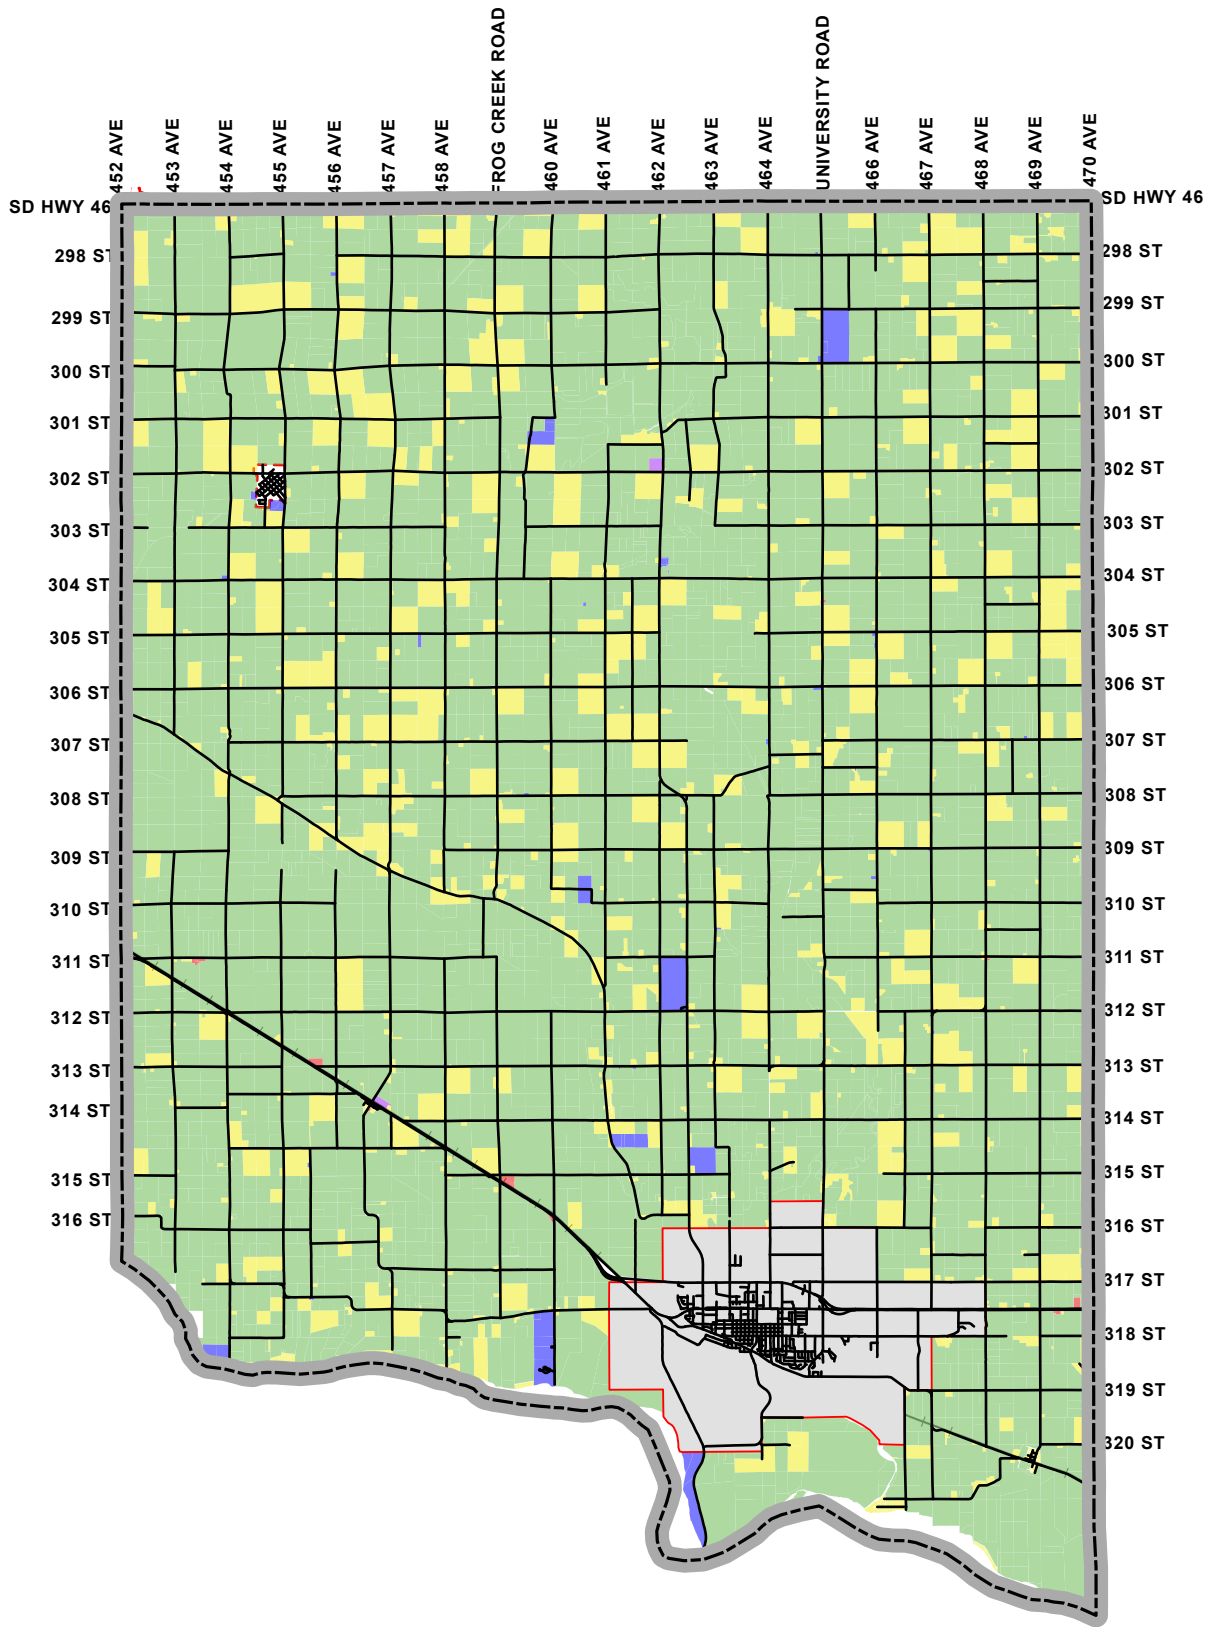 452 AVE
453 AVE
454 AVE
455 AVE
456 AVE
457 AVE
458 AVE
FROG CREEK ROAD
460 AVE
461 AVE
462 AVE
463 AVE
464 AVE
UNIVERSITY ROAD
466 AVE
467 AVE
468 AVE
469 AVE
470 AVE
SD HWY 46
298 ST
299 ST
300 ST
301 ST
302 ST
303 ST
304 ST
305 ST
306 ST
307 ST
308 ST
309 ST
310 ST
311 ST
312 ST
313 ST
314 ST
315 ST
316 ST
SD HWY 46
298 ST
299 ST
300 ST
301 ST
302 ST
303 ST
304 ST
305 ST
306 ST
307 ST
308 ST
309 ST
310 ST
311 ST
312 ST
313 ST
314 ST
315 ST
316 ST
317 ST
318 ST
319 ST
320 ST